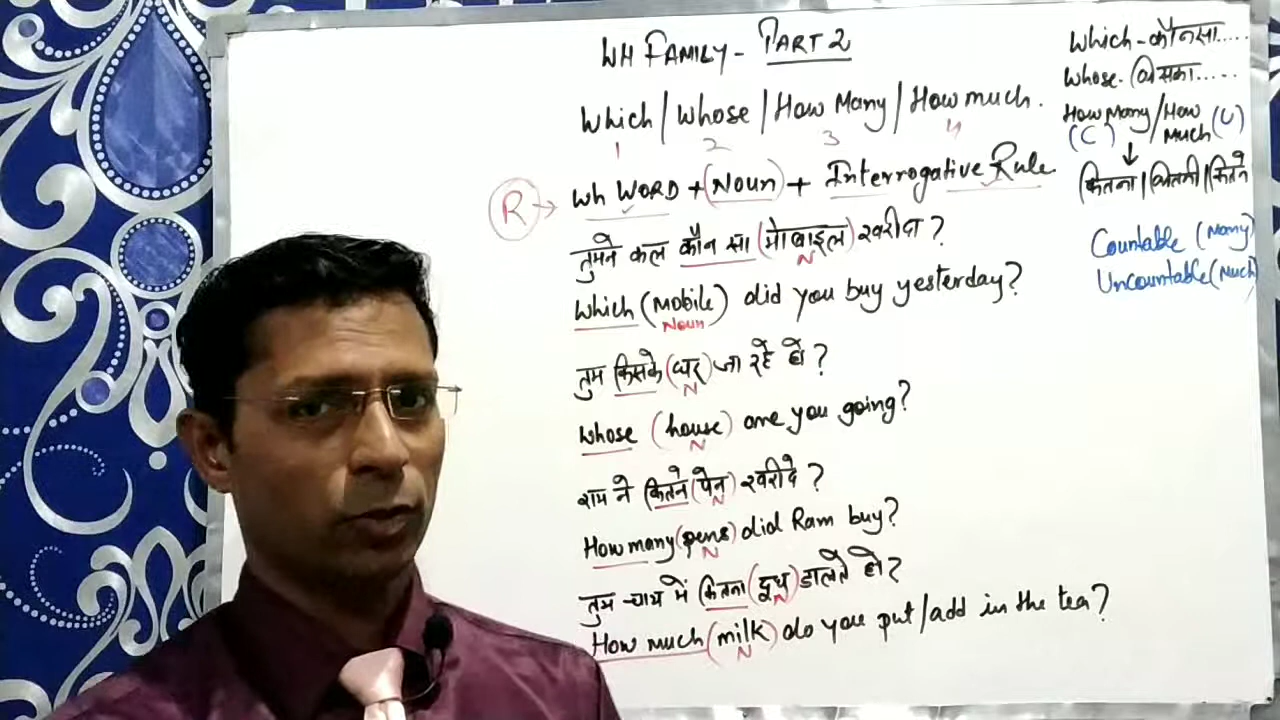 WH FAMILY - PART 2
Which / Whose / How Many / How much.
1 2 3 4
R → Wh WORD + (Noun) + Interrogative Rule
तुमने कल कौन सा (मोबाइल) खरीदा ?
N
Which (mobile) did you buy yesterday?
Noun
तुम किसके (घर) जा रहे हो ?
N
Whose (house) are you going?
N
राम ने कितने (पेन) खरीदे ?
N
How many (pens) did Ram buy?
N
तुम चाय में कितना (दूध) डालते हो ?
N
How much (milk) do you put/add in the tea?
N
Which - कौनसा.....
Whose - किसका.....
How Many / How
(C) Much (U)
↓
कितना / कितनी / कितने
Countable (Many)
Uncountable (Much)